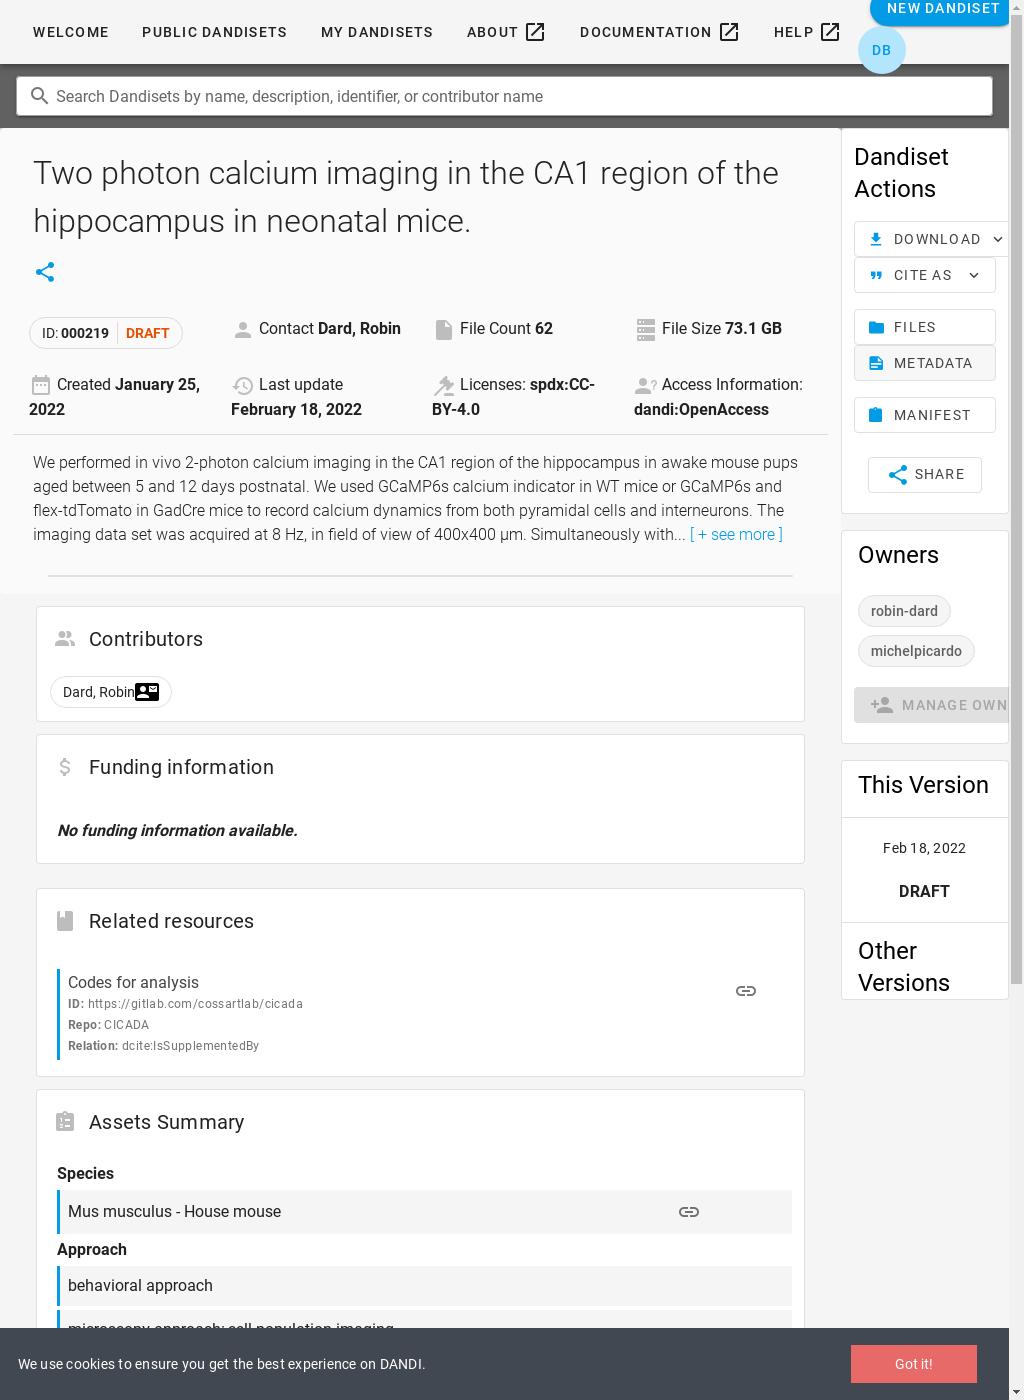 WELCOME PUBLIC DANDISETS MY DANDISETS ABOUT DOCUMENTATION HELP NEW DANDISET
DB
Search Dandisets by name, description, identifier, or contributor name
Two photon calcium imaging in the CA1 region of the
hippocampus in neonatal mice.
ID: 000219 DRAFT
Contact Dard, Robin
File Count 62
File Size 73.1 GB
Created January 25,
2022
Last update
February 18, 2022
Licenses: spdx:CC-
BY-4.0
Access Information:
dandi:OpenAccess
We performed in vivo 2-photon calcium imaging in the CA1 region of the hippocampus in awake mouse pups
aged between 5 and 12 days postnatal. We used GCaMP6s calcium indicator in WT mice or GCaMP6s and
flex-tdTomato in GadCre mice to record calcium dynamics from both pyramidal cells and interneurons. The
imaging data set was acquired at 8 Hz, in field of view of 400x400 µm. Simultaneously with... [ + see more ]
Contributors
Dard, Robin
Funding information
No funding information available.
Related resources
Codes for analysis
ID: https://gitlab.com/cossartlab/cicada
Repo: CICADA
Relation: dcite:IsSupplementedBy
Assets Summary
Species
Mus musculus - House mouse
Approach
behavioral approach
microscopy approach; cell population imaging
Dandiset
Actions
DOWNLOAD
CITE AS
FILES
METADATA
MANIFEST
SHARE
Owners
robin-dard
michelpicardo
MANAGE OWN
This Version
Feb 18, 2022
DRAFT
Other
Versions
We use cookies to ensure you get the best experience on DANDI.
Got it!